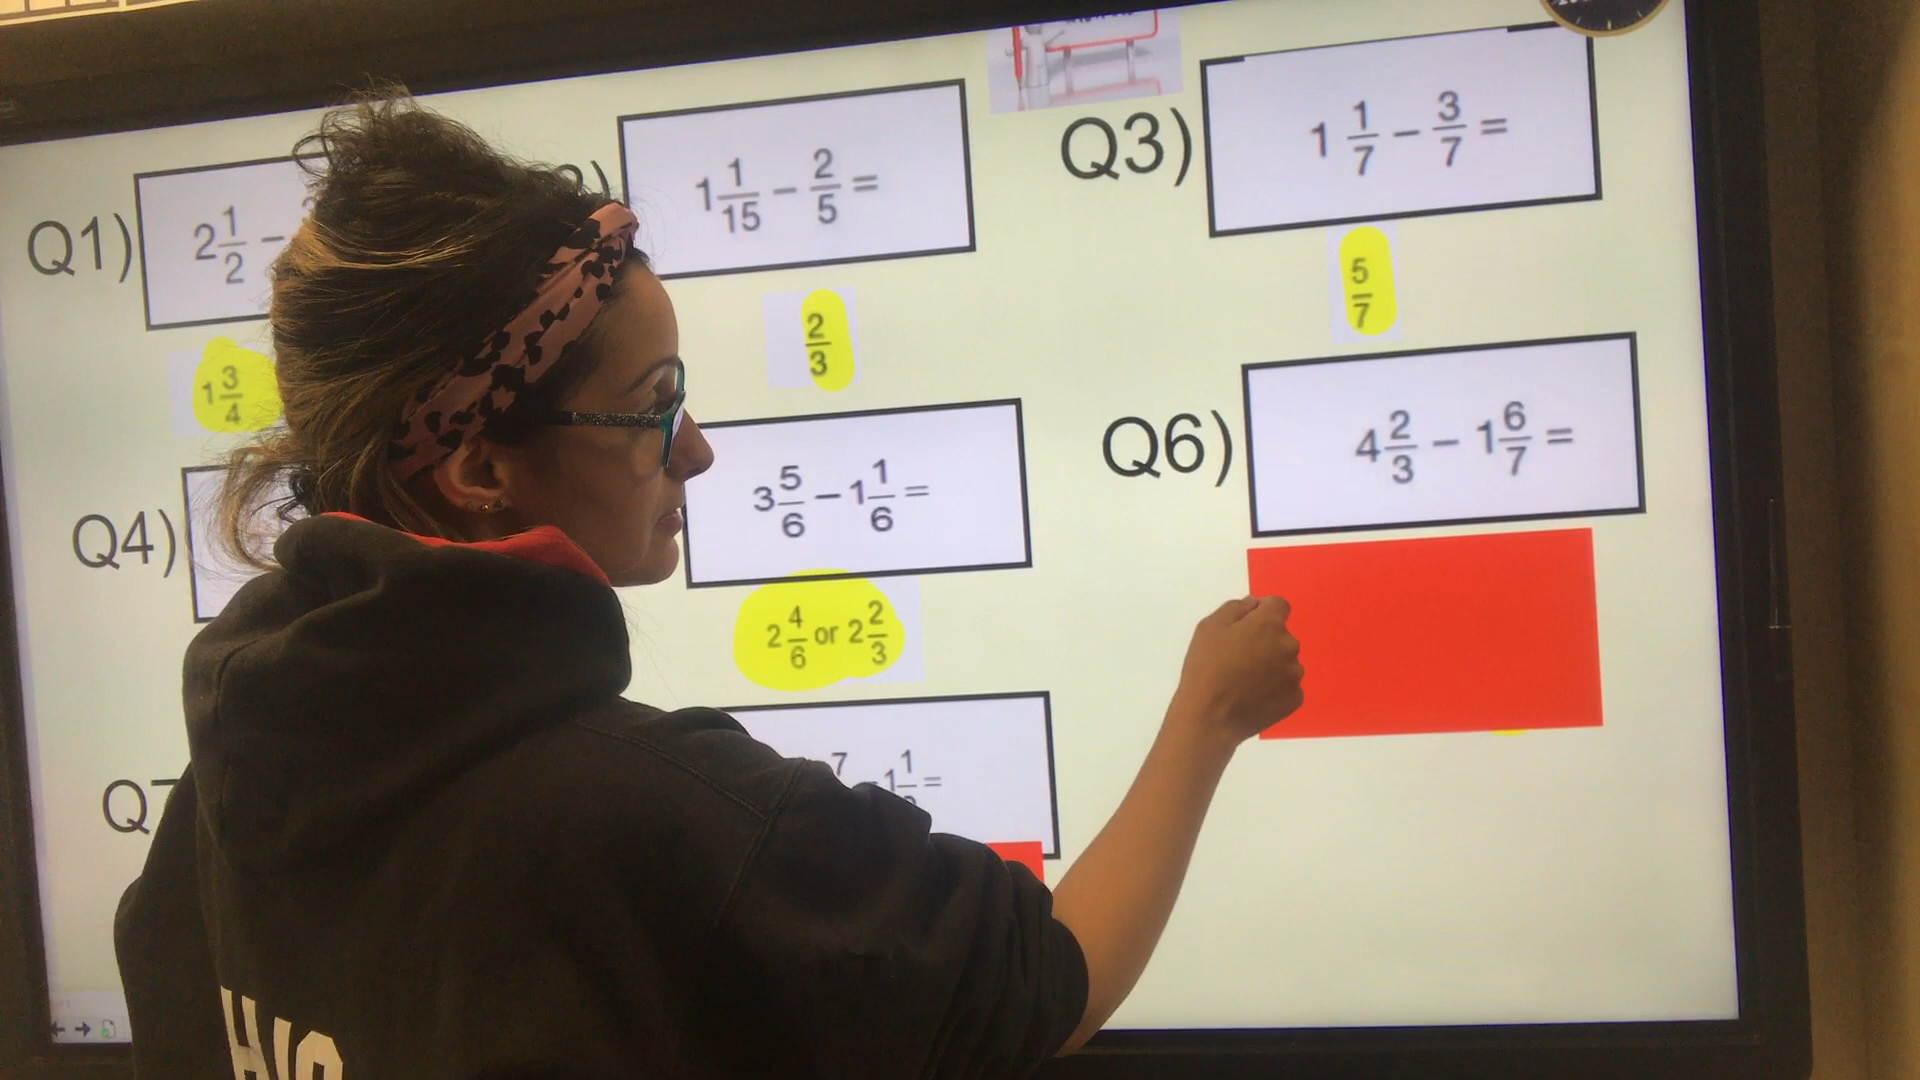 Q1)
2 1/2 −
1 3/4
1 1/15 − 2/5 =
2/3
Q3)
1 1/7 − 3/7 =
5/7
Q4)
3 5/6 − 1 1/6 =
2 4/6 or 2 2/3
Q6)
4 2/3 − 1 6/7 =